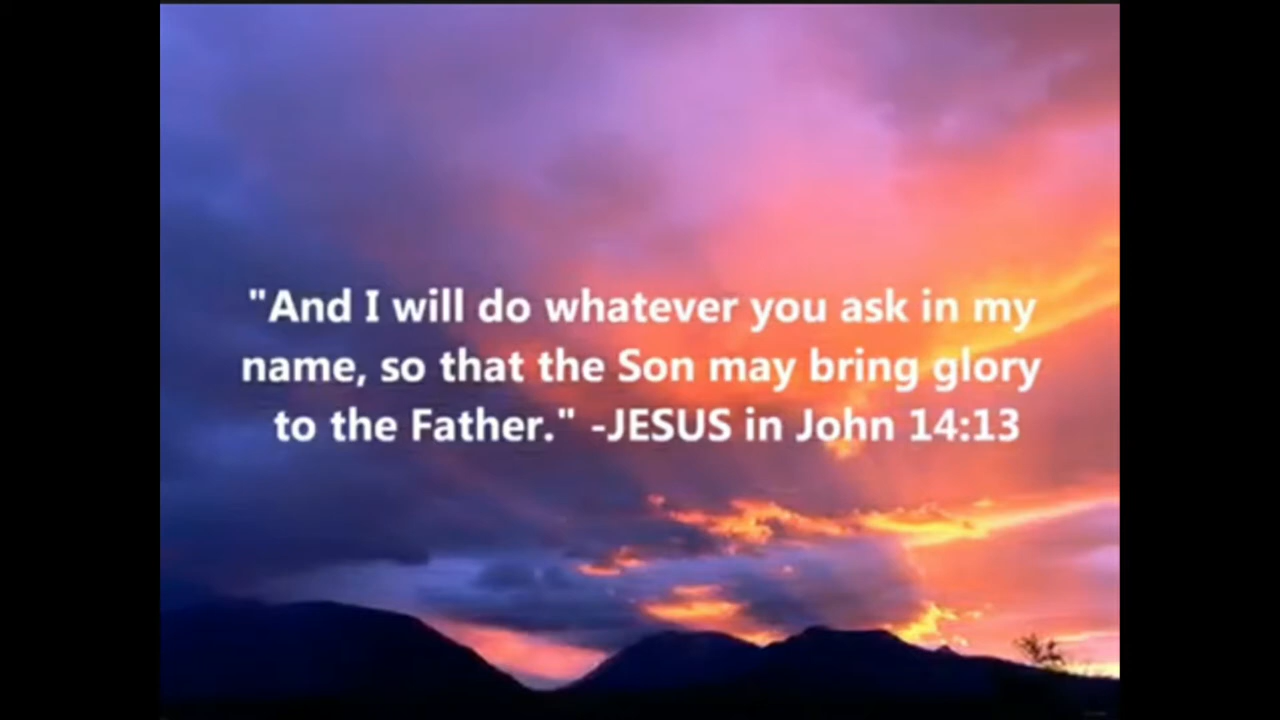 "And I will do whatever you ask in my
name, so that the Son may bring glory
to the Father." -JESUS in John 14:13